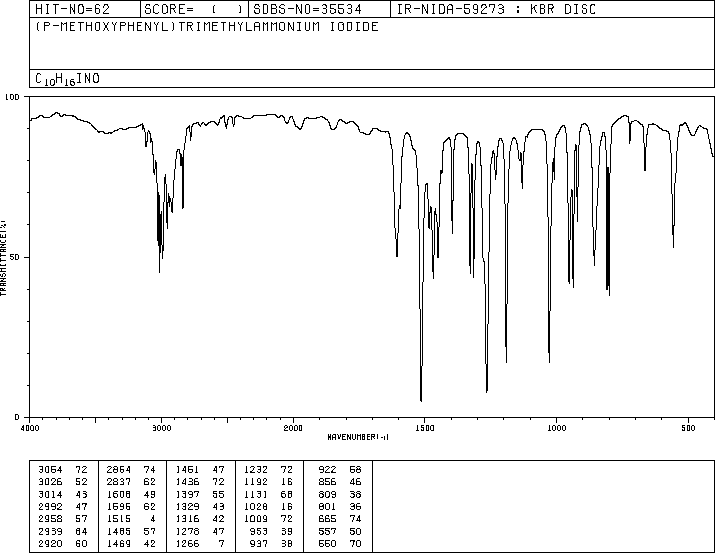 HIT-NO=62 SCORE= ( ) SDBS-NO=35534 IR-NIDA-59273 : KBR DISC
(P-METHOXYPHENYL)TRIMETHYLAMMONIUM IODIDE
C10H16INO
100
50
0
TRANSMITTANCE(%)
4000 3000 2000 1500 1000 500
WAVENUMBER(-1)
3064 72 2864 74 1461 47 1232 72 922 58
3026 52 2837 62 1436 72 1192 16 856 46
3014 43 1608 49 1397 55 1131 68 809 38
2992 47 1596 62 1329 43 1028 16 801 36
2958 57 1515 4 1316 42 1009 72 665 74
2939 64 1485 57 1278 47 953 39 557 50
2920 60 1469 42 1266 7 937 38 550 70